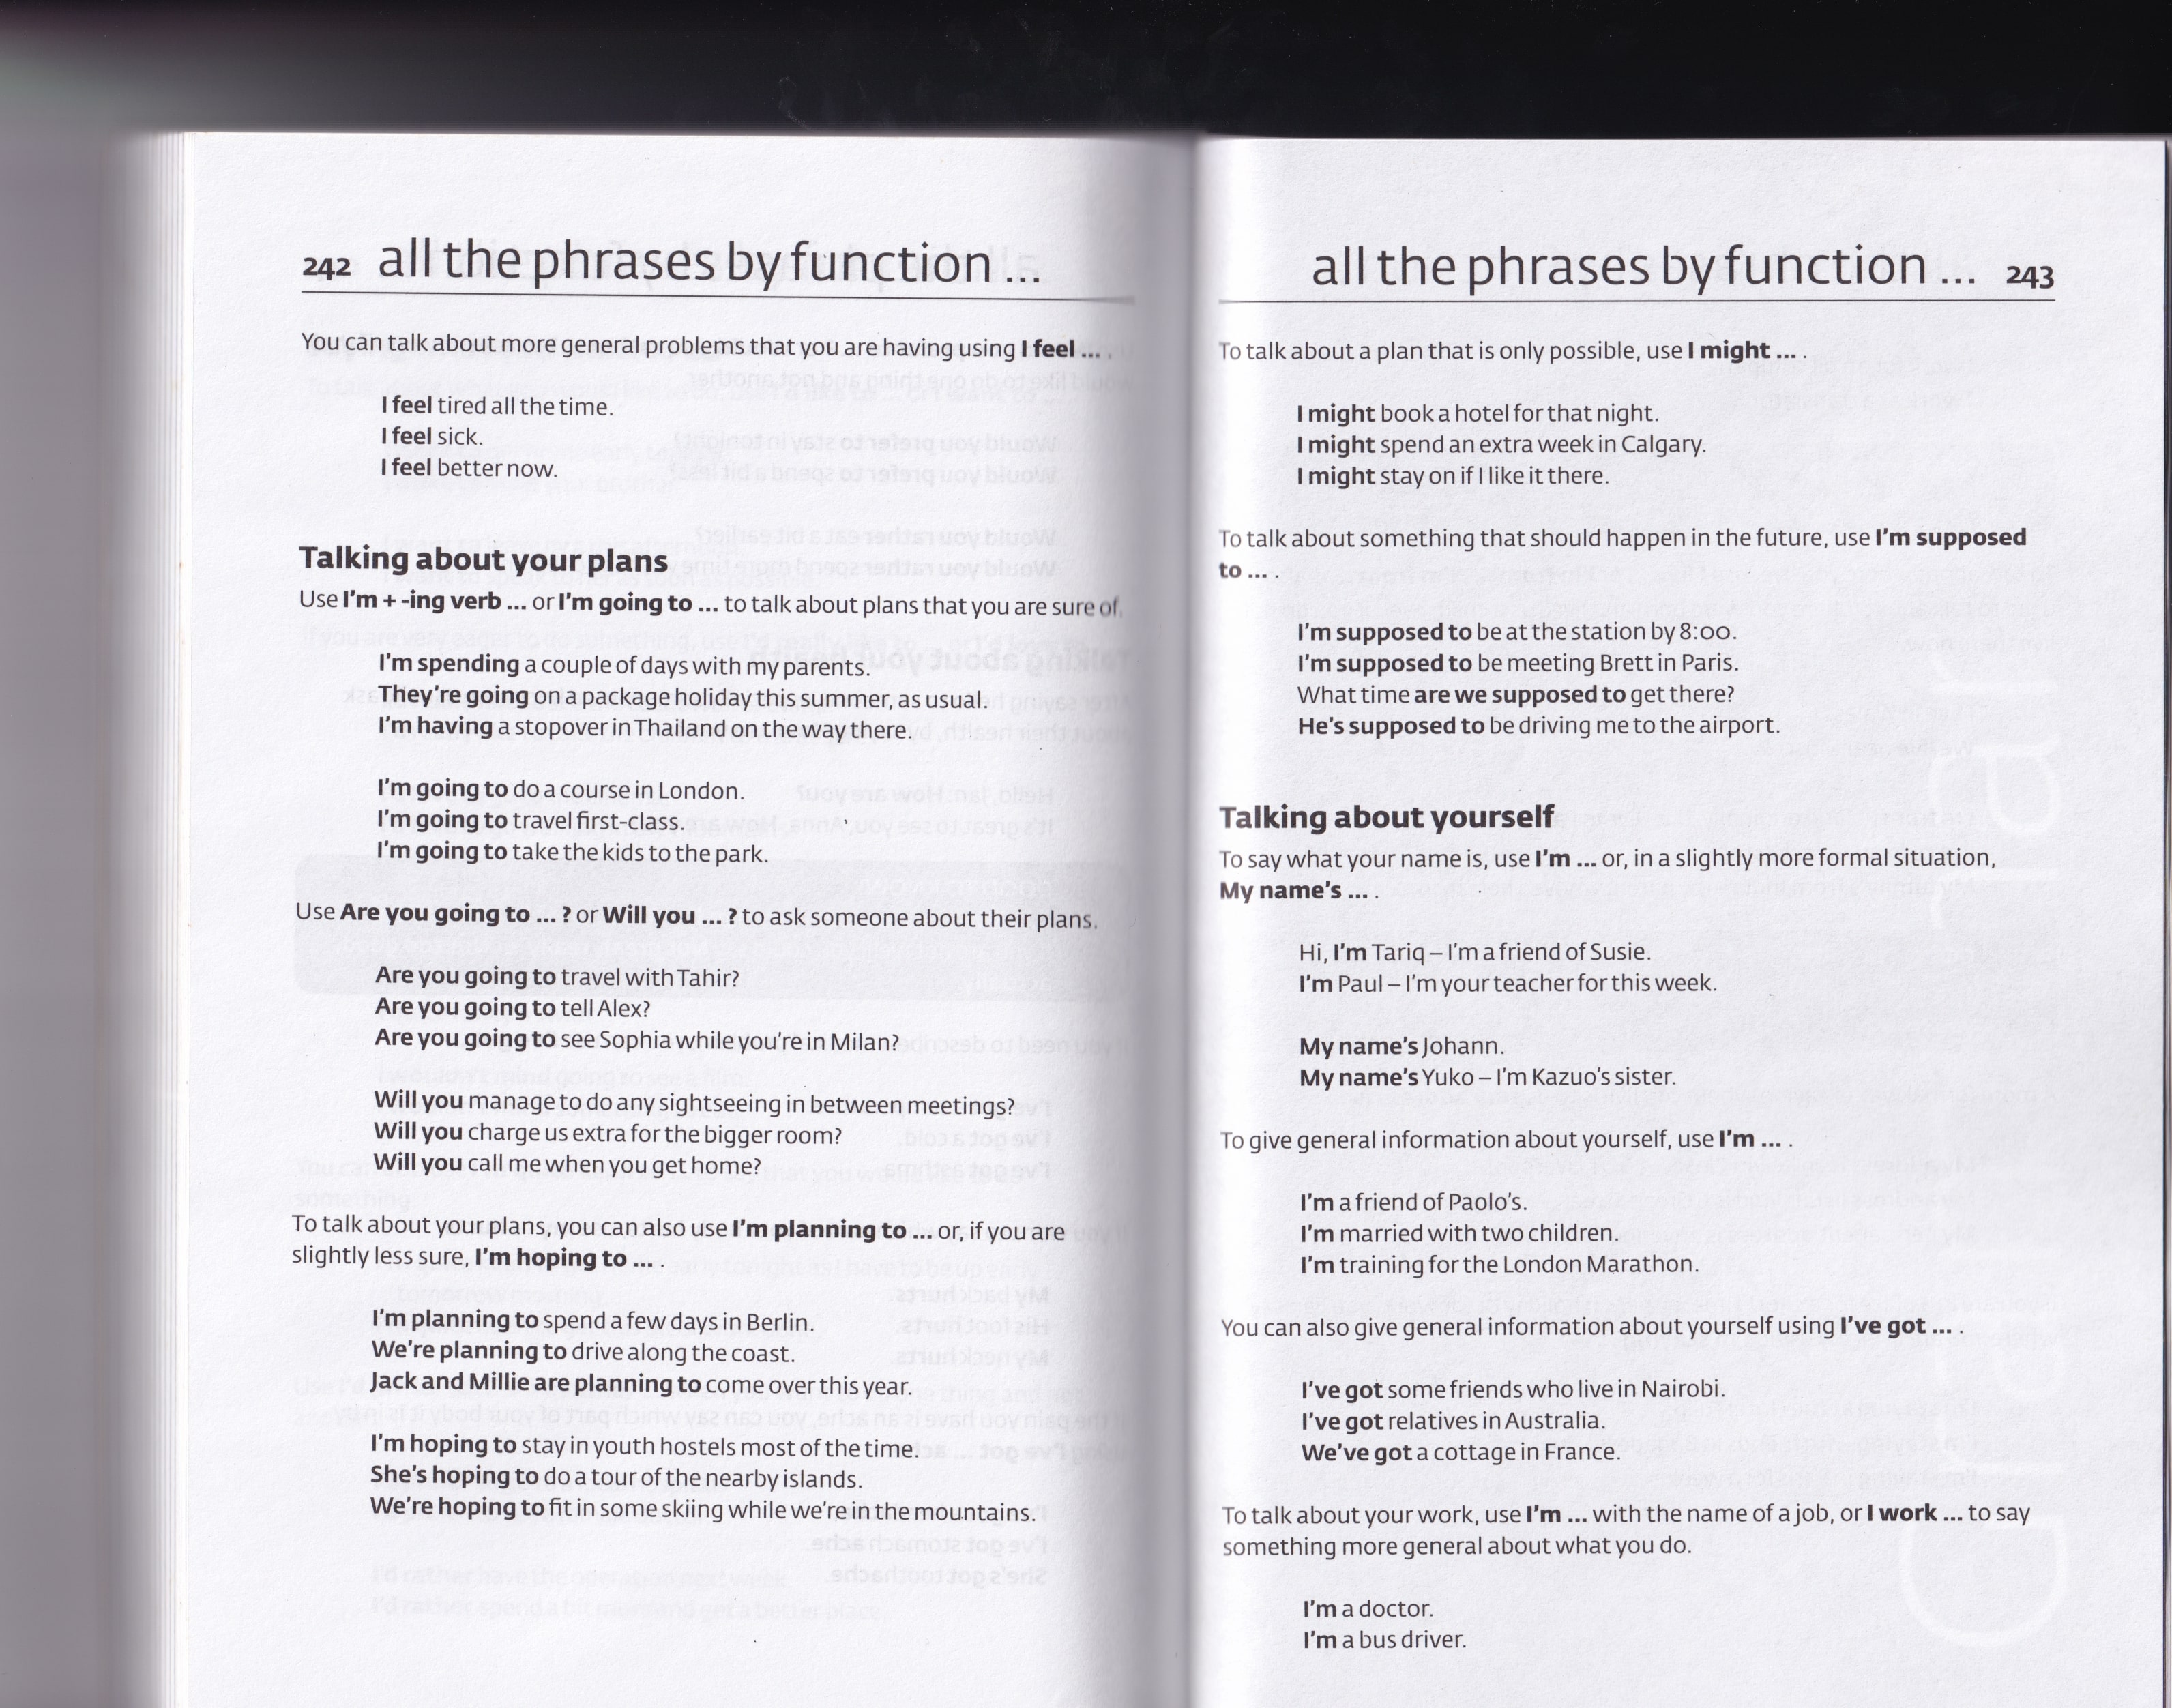 242 all the phrases by function ...
You can talk about more general problems that you are having using I feel ... .
I feel tired all the time.
I feel sick.
I feel better now.
Talking about your plans
Use I'm + -ing verb ... or I'm going to ... to talk about plans that you are sure of.
I'm spending a couple of days with my parents.
They're going on a package holiday this summer, as usual.
I'm having a stopover in Thailand on the way there.
I'm going to do a course in London.
I'm going to travel first-class.
I'm going to take the kids to the park.
Use Are you going to ... ? or Will you ... ? to ask someone about their plans.
Are you going to travel with Tahir?
Are you going to tell Alex?
Are you going to see Sophia while you're in Milan?
Will you manage to do any sightseeing in between meetings?
Will you charge us extra for the bigger room?
Will you call me when you get home?
To talk about your plans, you can also use I'm planning to ... or, if you are
slightly less sure, I'm hoping to ... .
I'm planning to spend a few days in Berlin.
We're planning to drive along the coast.
Jack and Millie are planning to come over this year.
I'm hoping to stay in youth hostels most of the time.
She's hoping to do a tour of the nearby islands.
We're hoping to fit in some skiing while we're in the mountains.
all the phrases by function ... 243
To talk about a plan that is only possible, use I might ... .
I might book a hotel for that night.
I might spend an extra week in Calgary.
I might stay on if I like it there.
To talk about something that should happen in the future, use I'm supposed
to ... .
I'm supposed to be at the station by 8:00.
I'm supposed to be meeting Brett in Paris.
What time are we supposed to get there?
He's supposed to be driving me to the airport.
Talking about yourself
To say what your name is, use I'm ... or, in a slightly more formal situation,
My name's ... .
Hi, I'm Tariq – I'm a friend of Susie.
I'm Paul – I'm your teacher for this week.
My name's Johann.
My name's Yuko – I'm Kazuo's sister.
To give general information about yourself, use I'm ... .
I'm a friend of Paolo's.
I'm married with two children.
I'm training for the London Marathon.
You can also give general information about yourself using I've got ... .
I've got some friends who live in Nairobi.
I've got relatives in Australia.
We've got a cottage in France.
To talk about your work, use I'm ... with the name of a job, or I work ... to say
something more general about what you do.
I'm a doctor.
I'm a bus driver.